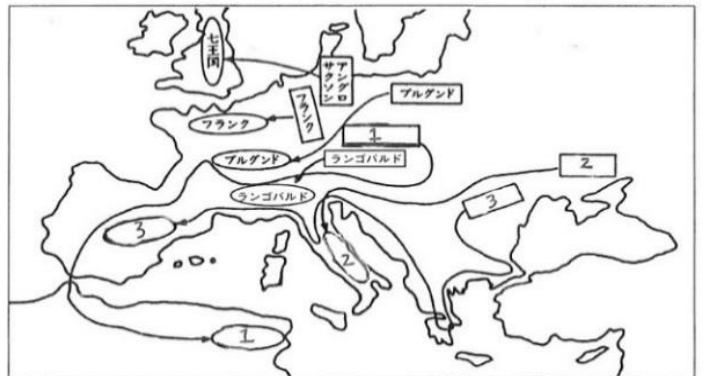 七王国
アングロ
サクソン
ブルグンド
フランク
フランク
1
ブルグンド
ランゴバルド
2
ランゴバルド
3
3
2
1